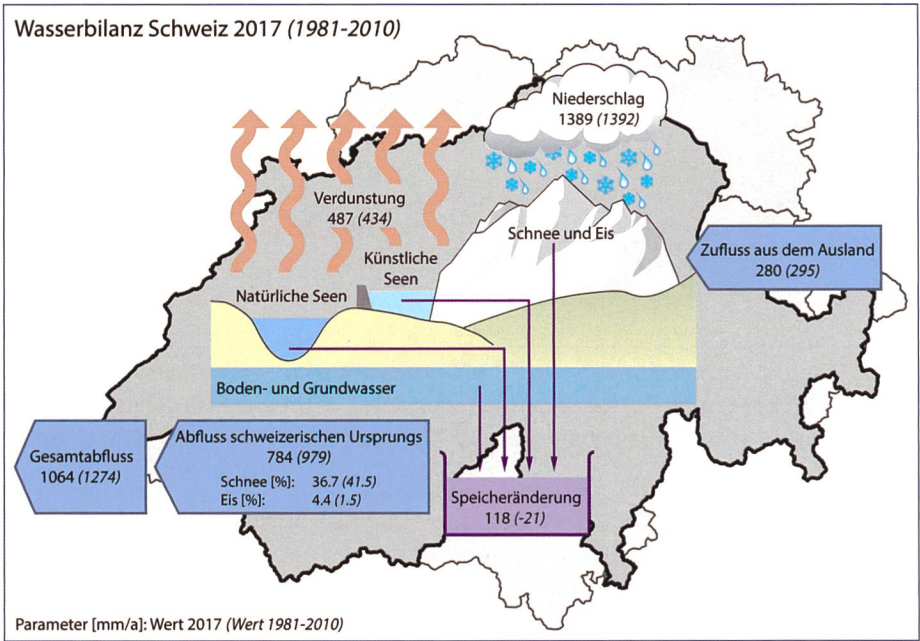 Wasserbilanz Schweiz 2017 (1981-2010)
Niederschlag
1389 (1392)
Verdunstung
487 (434)
Schnee und Eis
Künstliche
Seen
Zufluss aus dem Ausland
280 (295)
Natürliche Seen
Boden- und Grundwasser
Gesamtabfluss
1064 (1274)
Abfluss schweizerischen Ursprungs
784 (979)
Schnee [%]: 36.7 (41.5)
Eis [%]: 4.4 (1.5)
Speicheränderung
118 (-21)
Parameter [mm/a]: Wert 2017 (Wert 1981-2010)